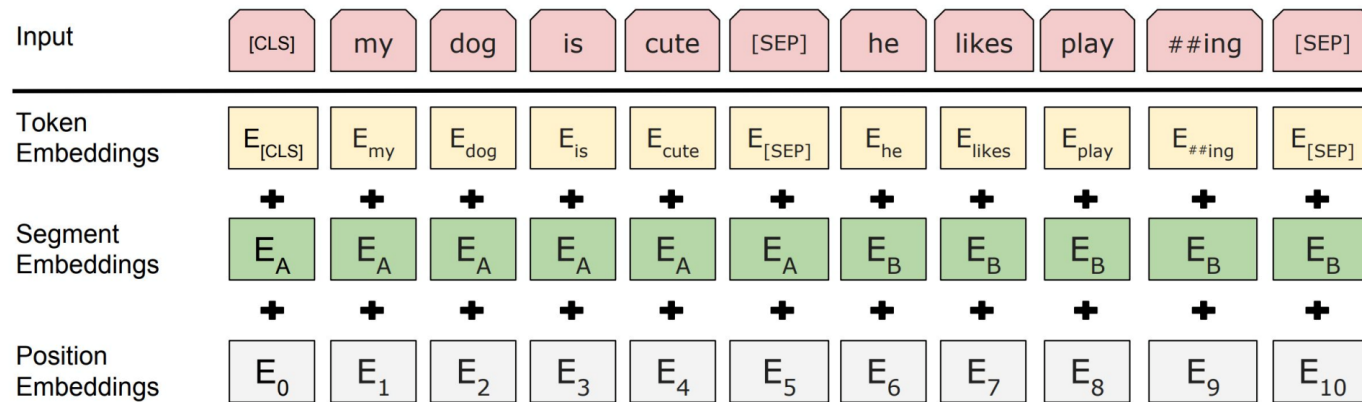 Input [CLS] my dog is cute [SEP] he likes play ##ing [SEP]
Token
Embeddings E[CLS] Emy Edog Eis Ecute E[SEP] Ehe Elikes Eplay E##ing E[SEP]
+ + + + + + + + + + +
Segment
Embeddings EA EA EA EA EA EA EB EB EB EB EB
+ + + + + + + + + + +
Position
Embeddings E0 E1 E2 E3 E4 E5 E6 E7 E8 E9 E10